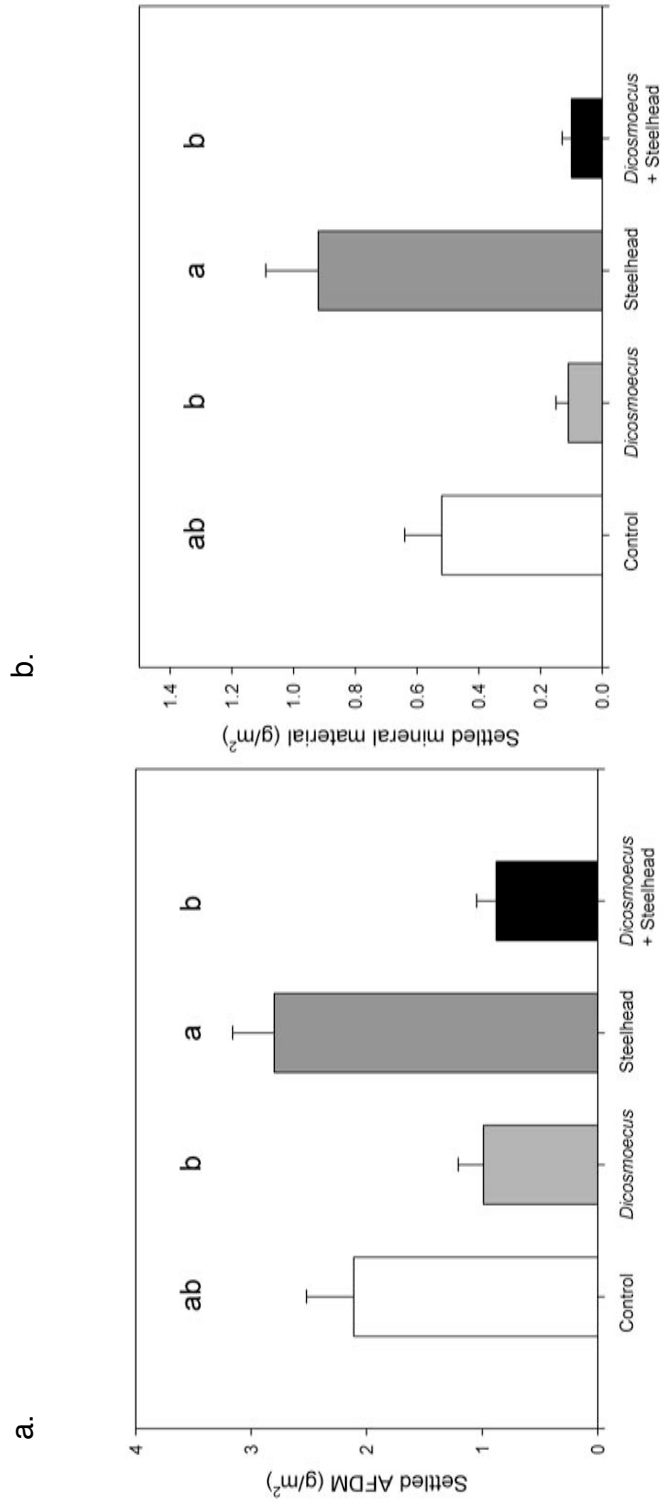 a.
Settled AFDM (g/m²)
4
3
2
1
0
ab
b
a
b
Control
Dicosmoecus
Steelhead
Dicosmoecus
+ Steelhead
b.
Settled mineral material (g/m²)
1.4
1.2
1.0
0.8
0.6
0.4
0.2
0.0
ab
b
a
b
Control
Dicosmoecus
Steelhead
Dicosmoecus
+ Steelhead